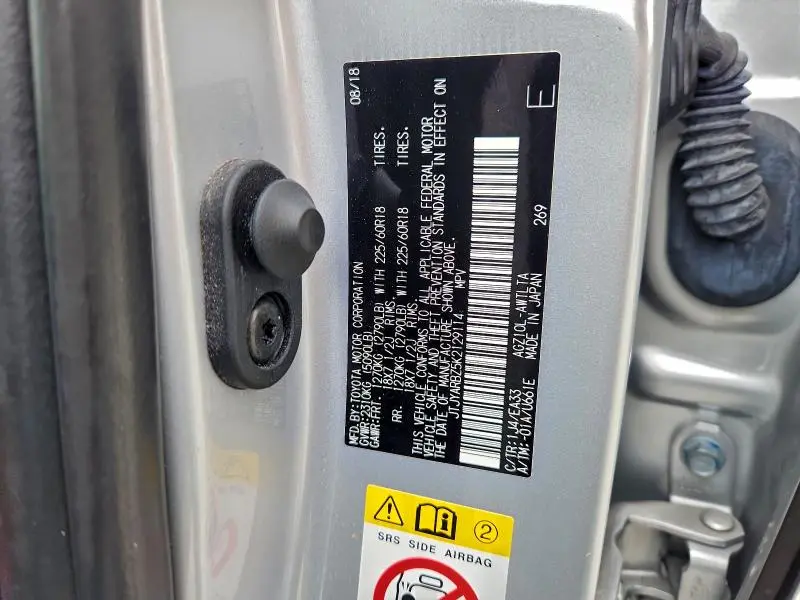 MFD.BY:TOYOTA MOTOR CORPORATION 08/18
GVWR:2310KG (5090LB)
GAWR:FRT. 1270KG (2790LB) WITH 225/60R18 TIRES.
18X7 1/2J RIMS.
RR. 1270KG (2790LB) WITH 225/60R18 TIRES.
18X7 1/2J RIMS.
THIS VEHICLE CONFORMS TO ALL APPLICABLE FEDERAL MOTOR
VEHICLE SAFETY AND THEFT PREVENTION STANDARDS IN EFFECT ON
THE DATE OF MANUFACTURE SHOWN ABOVE.
JTJYARBZ5K2129114 MPV
C/TR:1J4/EA33 AGZ10L-AWTLTA
A/TM:-01A/U661E MADE IN JAPAN
269
E
2
SRS SIDE AIRBAG